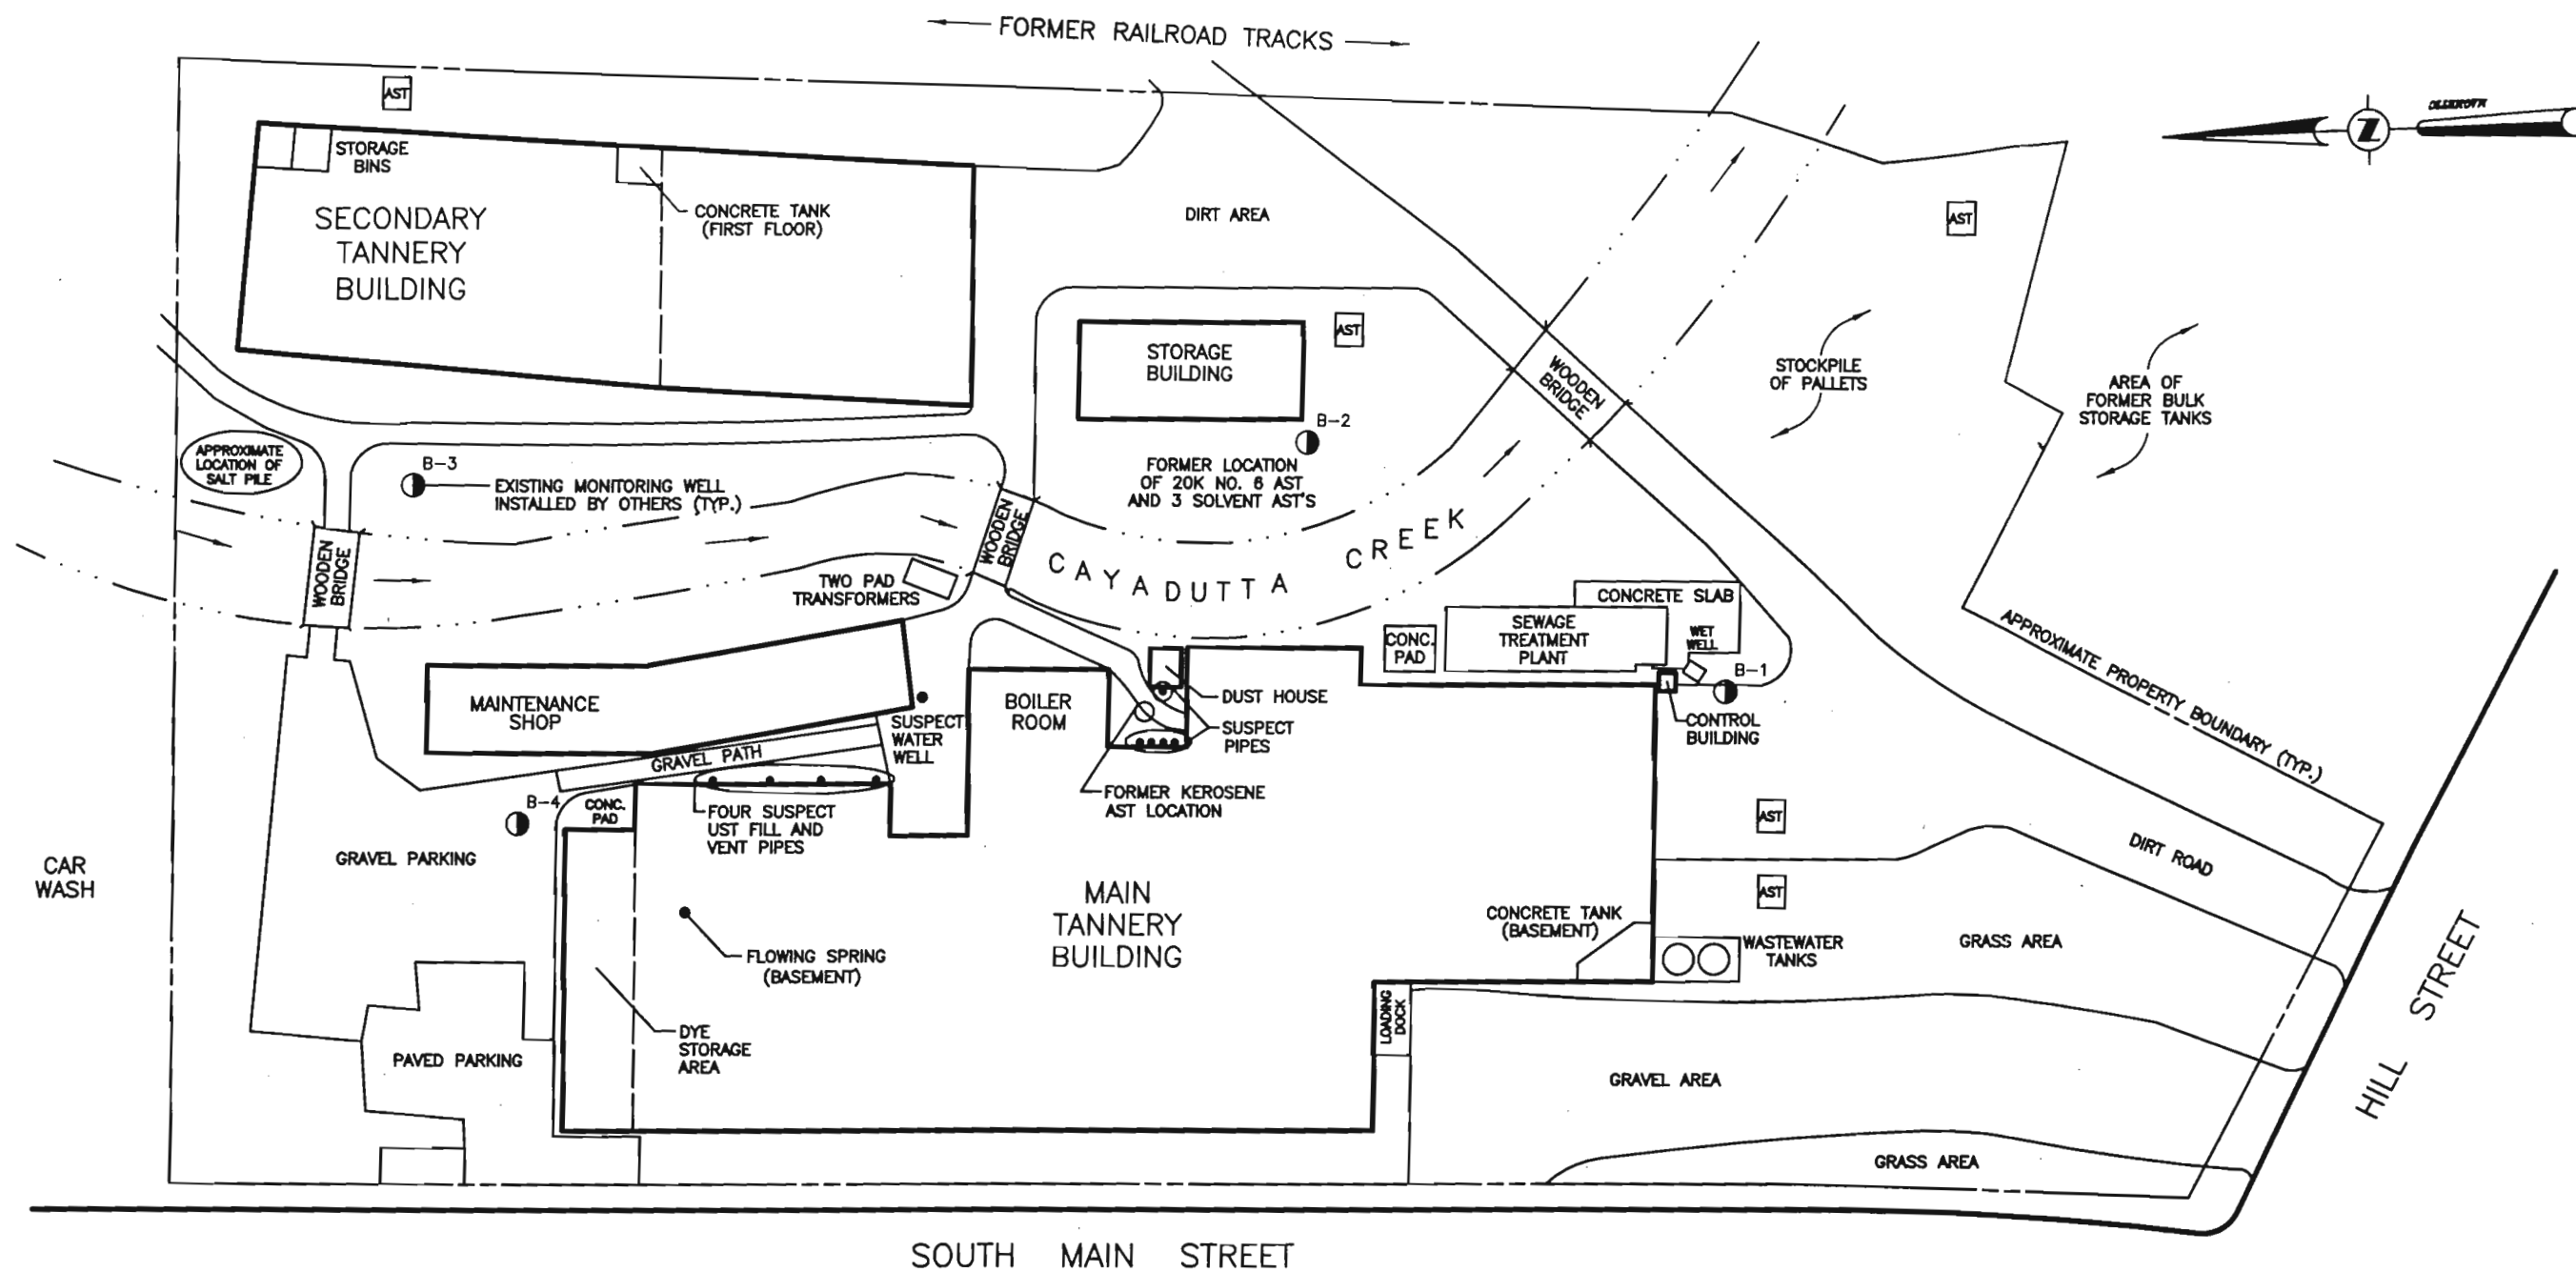 FORMER RAILROAD TRACKS
AST
STORAGE
BINS
SECONDARY
TANNERY
BUILDING
CONCRETE TANK
(FIRST FLOOR)
DIRT AREA
AST
Z
STORAGE
BUILDING
AST
B-2
FORMER LOCATION
OF 20K NO. 6 AST
AND 3 SOLVENT AST'S
WOODEN
BRIDGE
STOCKPILE
OF PALLETS
AREA OF
FORMER BULK
STORAGE TANKS
APPROXIMATE
LOCATION OF
SALT PILE
B-3
EXISTING MONITORING WELL
INSTALLED BY OTHERS (TYP.)
WOODEN
BRIDGE
WOODEN
BRIDGE
CAYADUTTA CREEK
TWO PAD
TRANSFORMERS
CONC.
PAD
SEWAGE
TREATMENT
PLANT
CONCRETE SLAB
WET
WELL
B-1
CONTROL
BUILDING
APPROXIMATE PROPERTY BOUNDARY (TYP.)
MAINTENANCE
SHOP
GRAVEL PATH
SUSPECT
WATER
WELL
BOILER
ROOM
DUST HOUSE
SUSPECT
PIPES
FORMER KEROSENE
AST LOCATION
B-4
CONC.
PAD
FOUR SUSPECT
UST FILL AND
VENT PIPES
AST
DIRT ROAD
CAR
WASH
GRAVEL PARKING
MAIN
TANNERY
BUILDING
AST
CONCRETE TANK
(BASEMENT)
WASTEWATER
TANKS
GRASS AREA
FLOWING SPRING
(BASEMENT)
DYE
STORAGE
AREA
PAVED PARKING
LOADING
DOCK
GRAVEL AREA
GRASS AREA
HILL STREET
SOUTH MAIN STREET